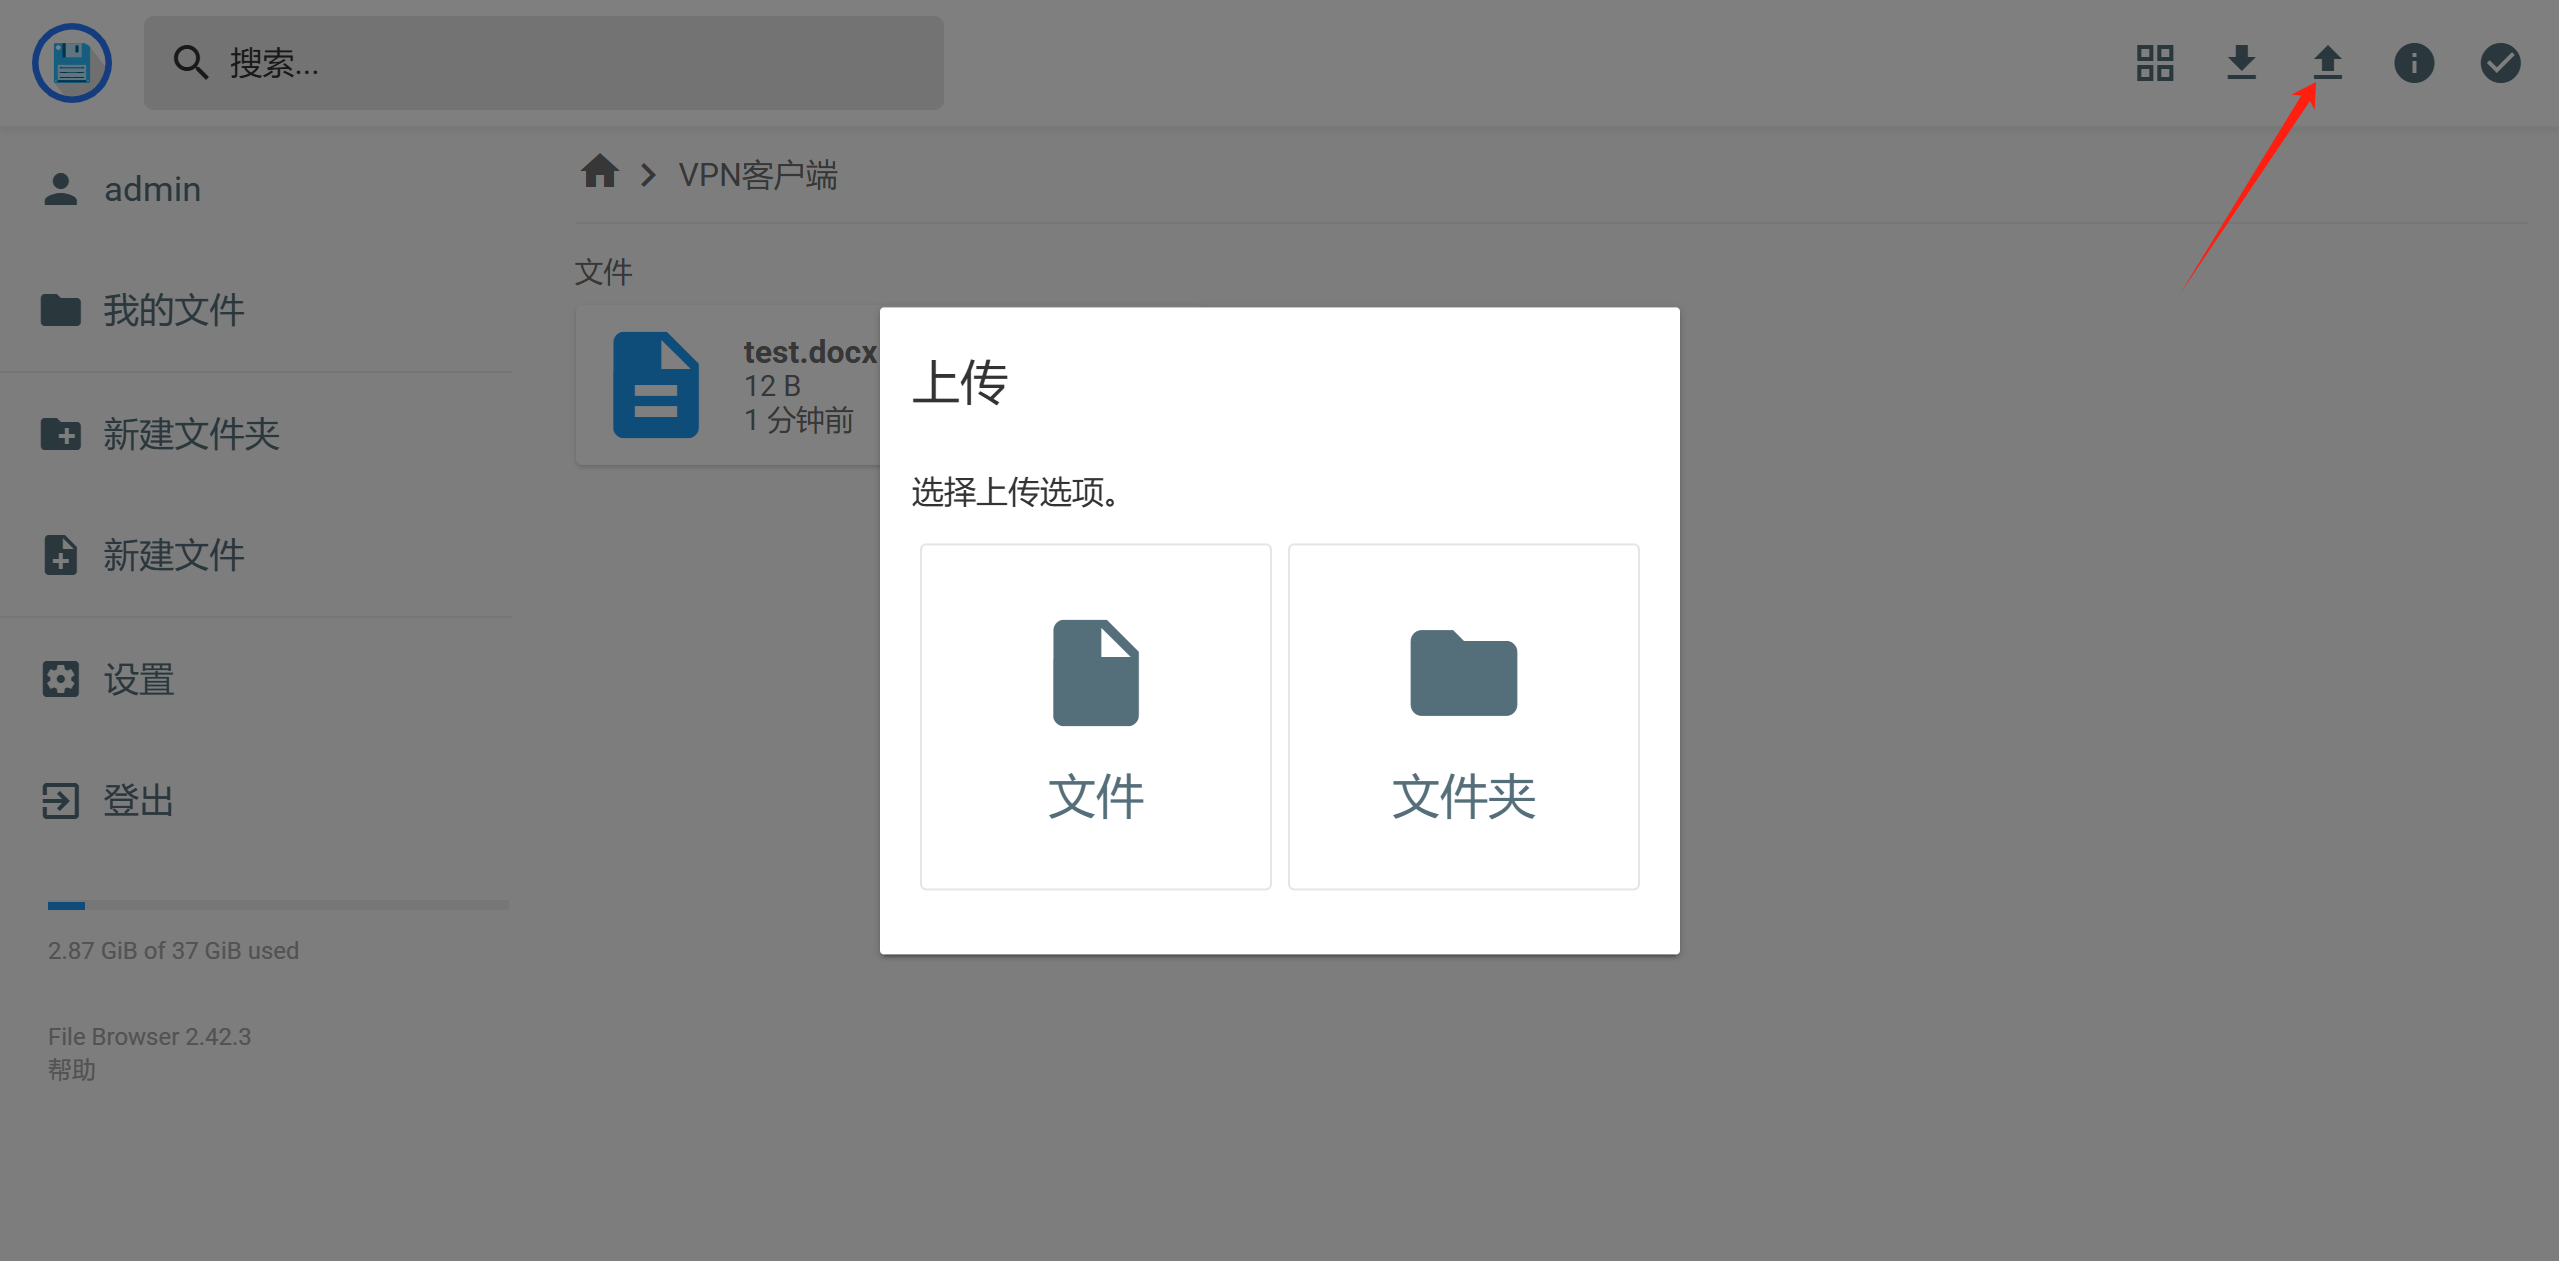 搜索...
admin
我的文件
新建文件夹
新建文件
设置
登出
2.87 GiB of 37 GiB used
File Browser 2.42.3
帮助
VPN客户端
文件
test.docx
12 B
1 分钟前
上传
选择上传选项。
文件
文件夹